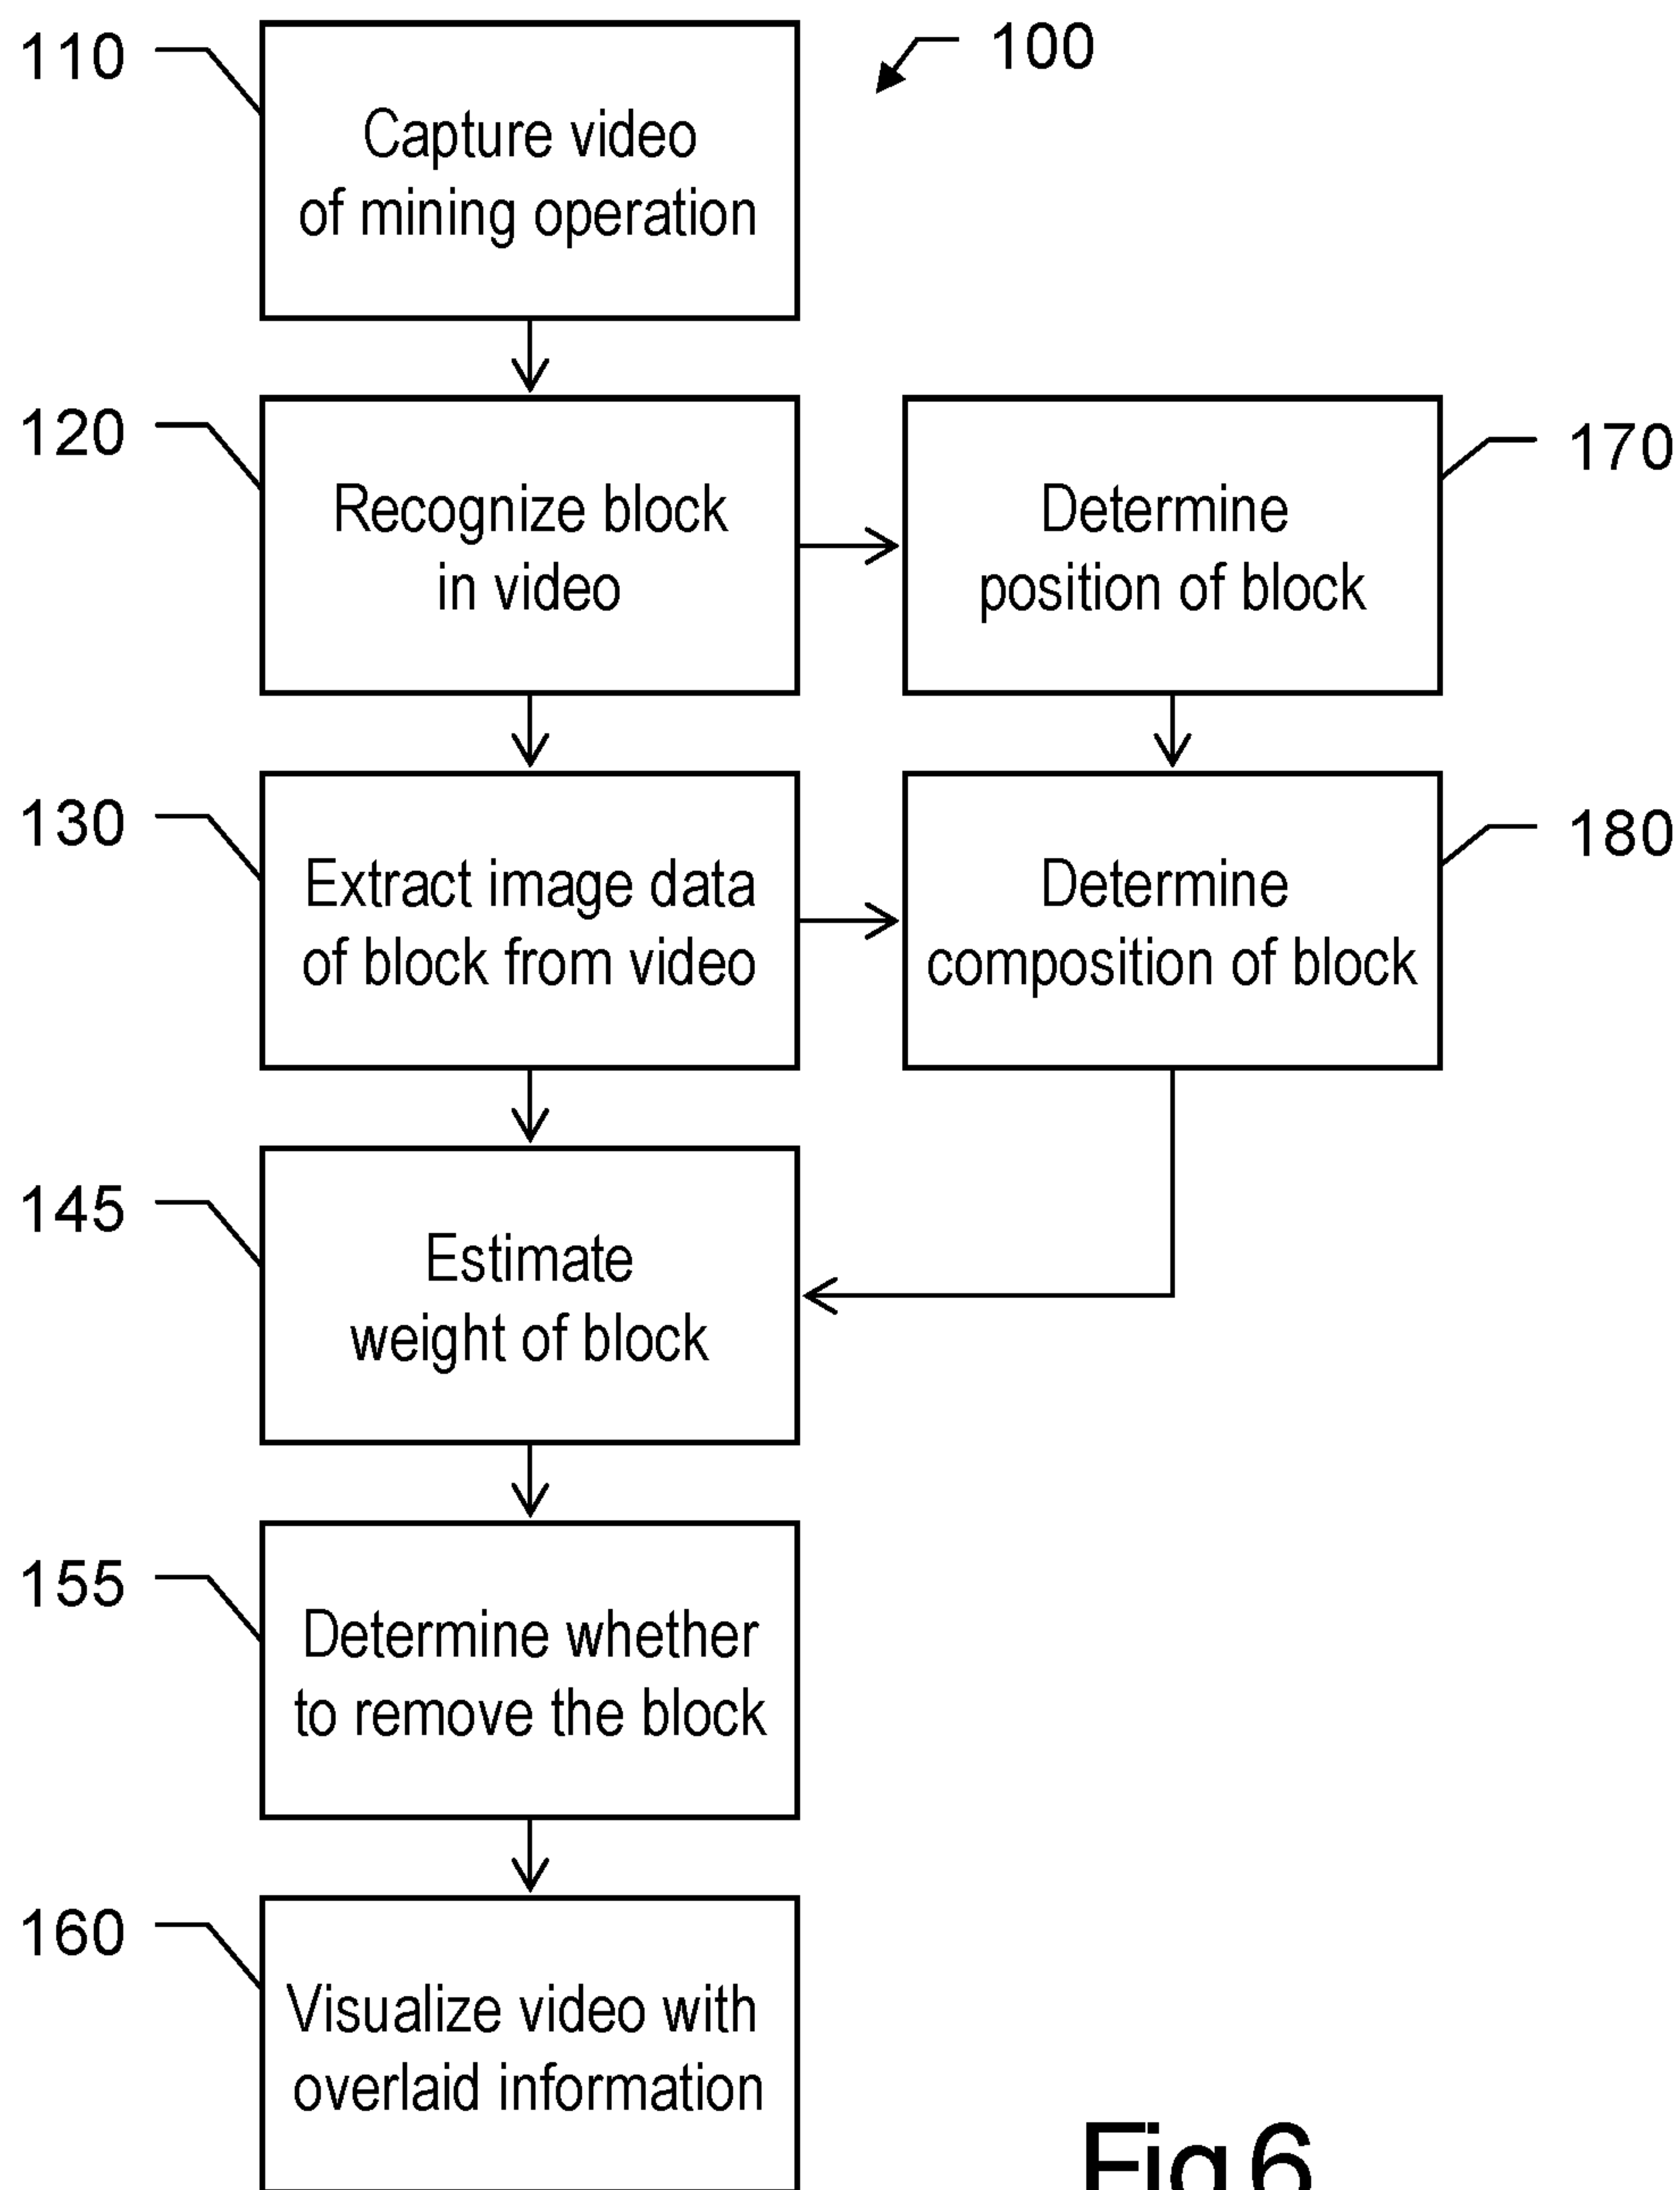 110
100
Capture video
of mining operation
120
170
Recognize block
in video
Determine
position of block
130
180
Extract image data
of block from video
Determine
composition of block
145
Estimate
weight of block
155
Determine whether
to remove the block
160
Visualize video with
overlaid information
Fig 6